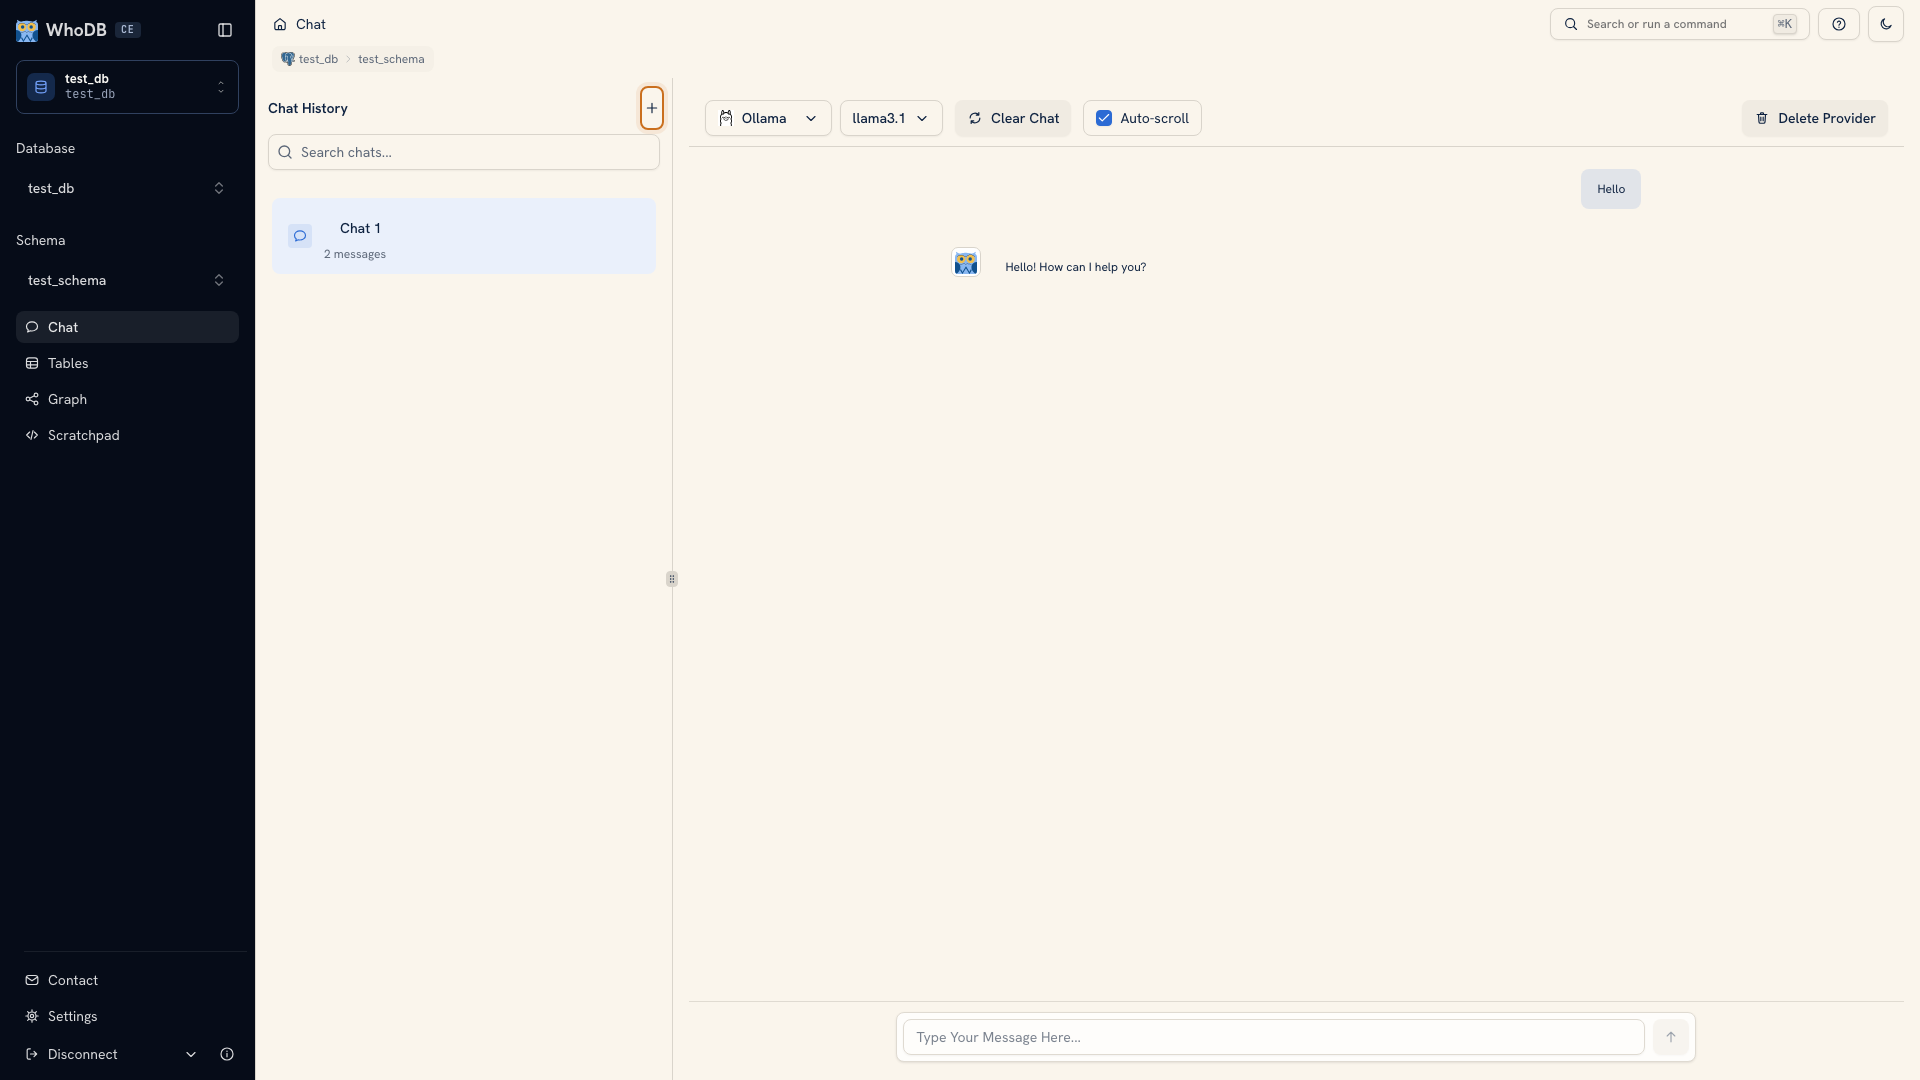 WhoDB CE
test_db
test_db
Database
test_db
Schema
test_schema
Chat
Tables
Graph
Scratchpad
Contact
Settings
Disconnect
Chat
Search or run a command ⌘K
test_db test_schema
Chat History
Search chats...
Chat 1
2 messages
Ollama llama3.1 Clear Chat Auto-scroll Delete Provider
Hello
Hello! How can I help you?
Type Your Message Here...